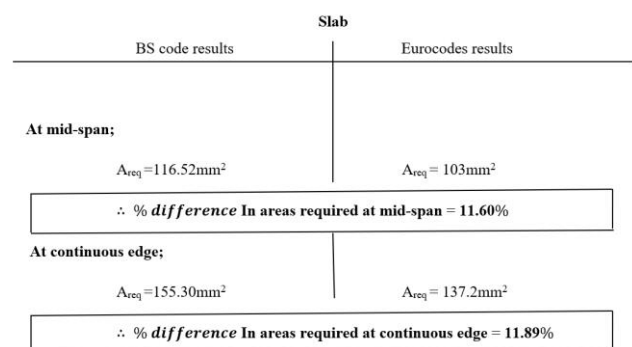 Slab
BS code results Eurocodes results
At mid-span;
Areq =116.52mm² Areq = 103mm²
∴ % difference In areas required at mid-span = 11.60%
At continuous edge;
Areq =155.30mm² Areq = 137.2mm²
∴ % difference In areas required at continuous edge = 11.89%